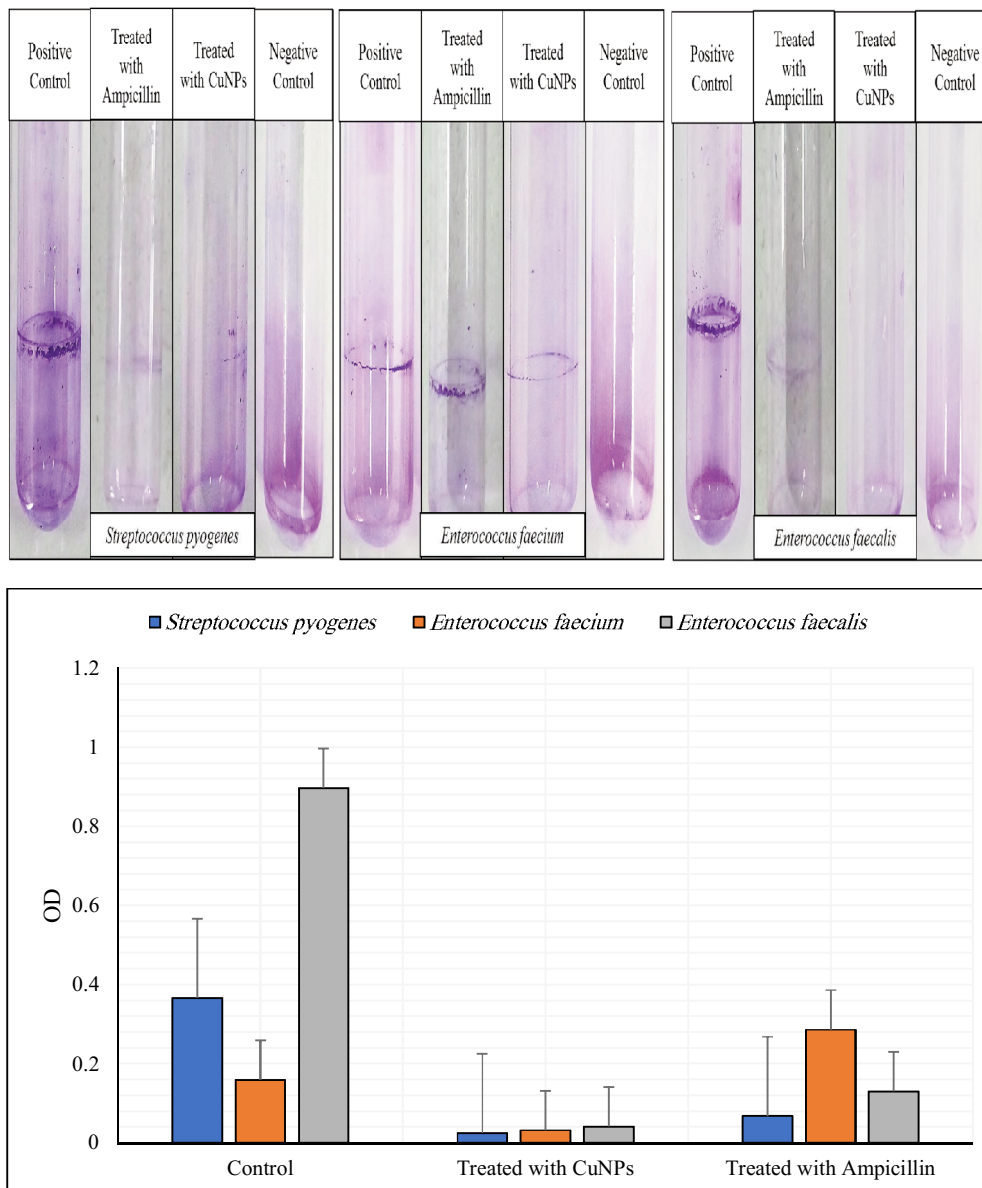 Positive
Control
Treated
with
Ampicillin
Treated
with CuNPs
Negative
Control
Positive
Control
Treated
with
Ampicillin
Treated
with CuNPs
Negative
Control
Positive
Control
Treated
with
Ampicillin
Treated
with
CuNPs
Negative
Control
Streptococcus pyogenes
Enterococcus faecium
Enterococcus faecalis
Streptococcus pyogenes
Enterococcus faecium
Enterococcus faecalis
1.2
1
0.8
0.6
0.4
0.2
0
OD
Control
Treated with CuNPs
Treated with Ampicillin